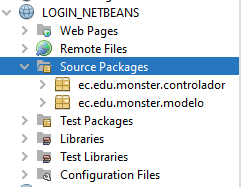 LOGIN_NETBEANS
Web Pages
Remote Files
Source Packages
ec.edu.monster.controlador
ec.edu.monster.modelo
Test Packages
Libraries
Test Libraries
Configuration Files